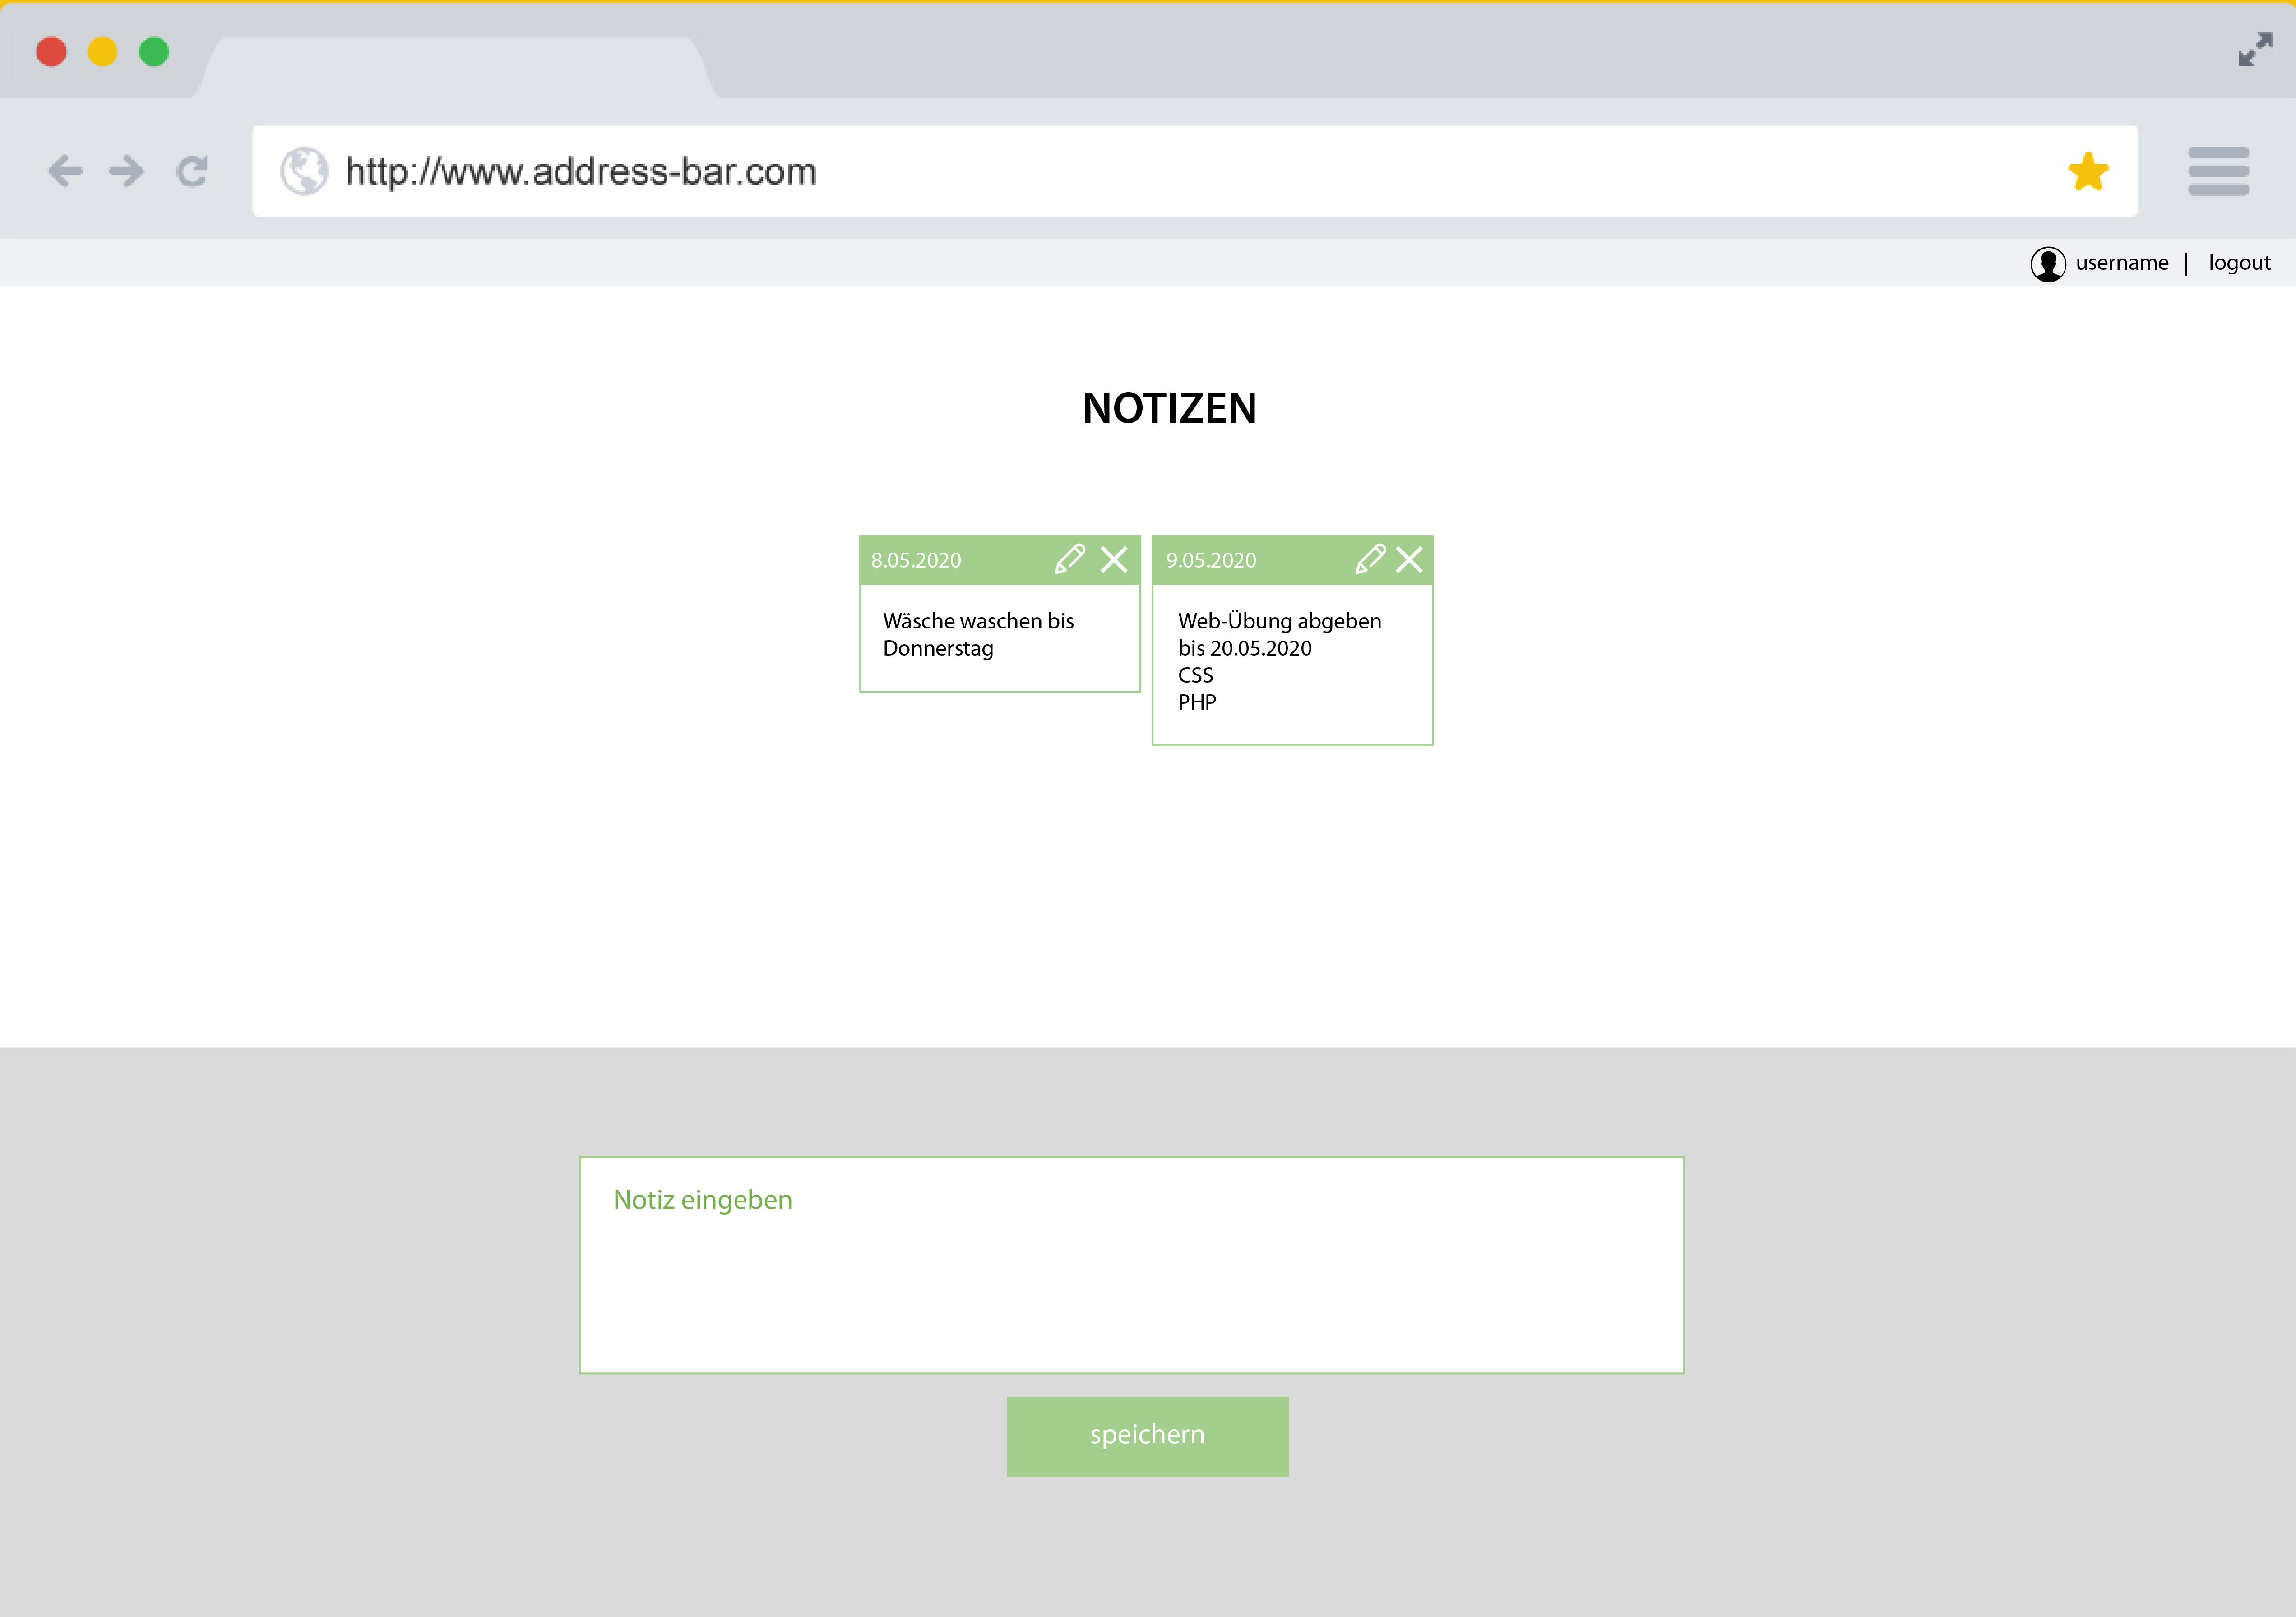 http://www.address-bar.com
username | logout
NOTIZEN
8.05.2020
Wäsche waschen bis
Donnerstag
9.05.2020
Web-Übung abgeben
bis 20.05.2020
CSS
PHP
Notiz eingeben
speichern